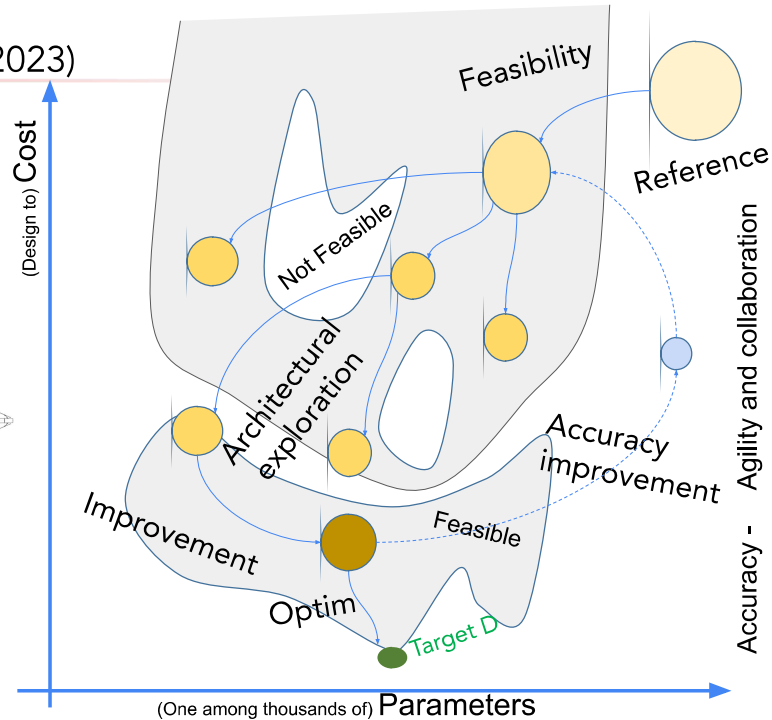 2023)
Feasibility
Reference
(Design to) Cost
Not Feasible
Architectural
exploration
Accuracy
improvement
Accuracy - Agility and collaboration
Improvement
Feasible
Optim
Target D
(One among thousands of) Parameters